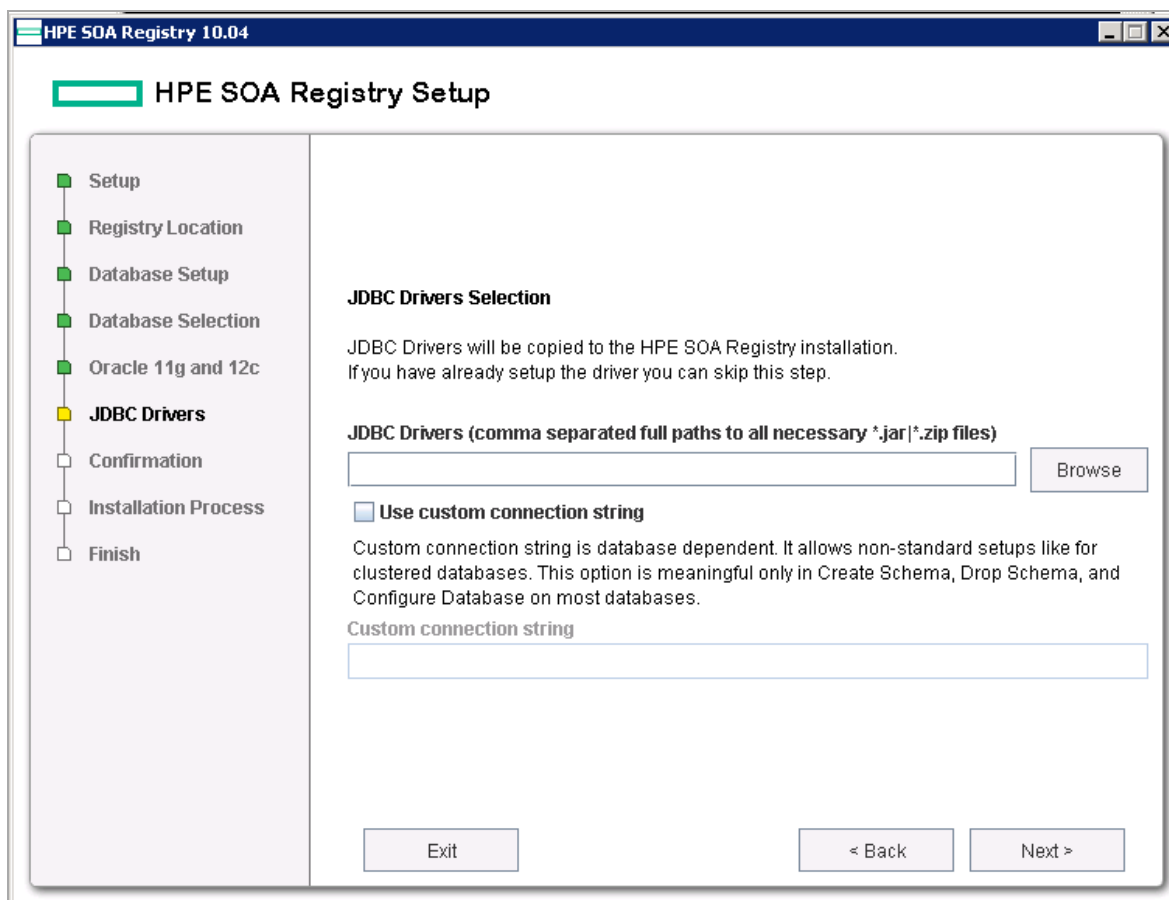 HPE SOA Registry 10.04
HPE SOA Registry Setup
Setup
Registry Location
Database Setup
Database Selection
Oracle 11g and 12c
JDBC Drivers
Confirmation
Installation Process
Finish
JDBC Drivers Selection
JDBC Drivers will be copied to the HPE SOA Registry installation.
If you have already setup the driver you can skip this step.
JDBC Drivers (comma separated full paths to all necessary *.jar|*.zip files)
Browse
Use custom connection string
Custom connection string is database dependent. It allows non-standard setups like for
clustered databases. This option is meaningful only in Create Schema, Drop Schema, and
Configure Database on most databases.
Custom connection string
Exit
< Back
Next >